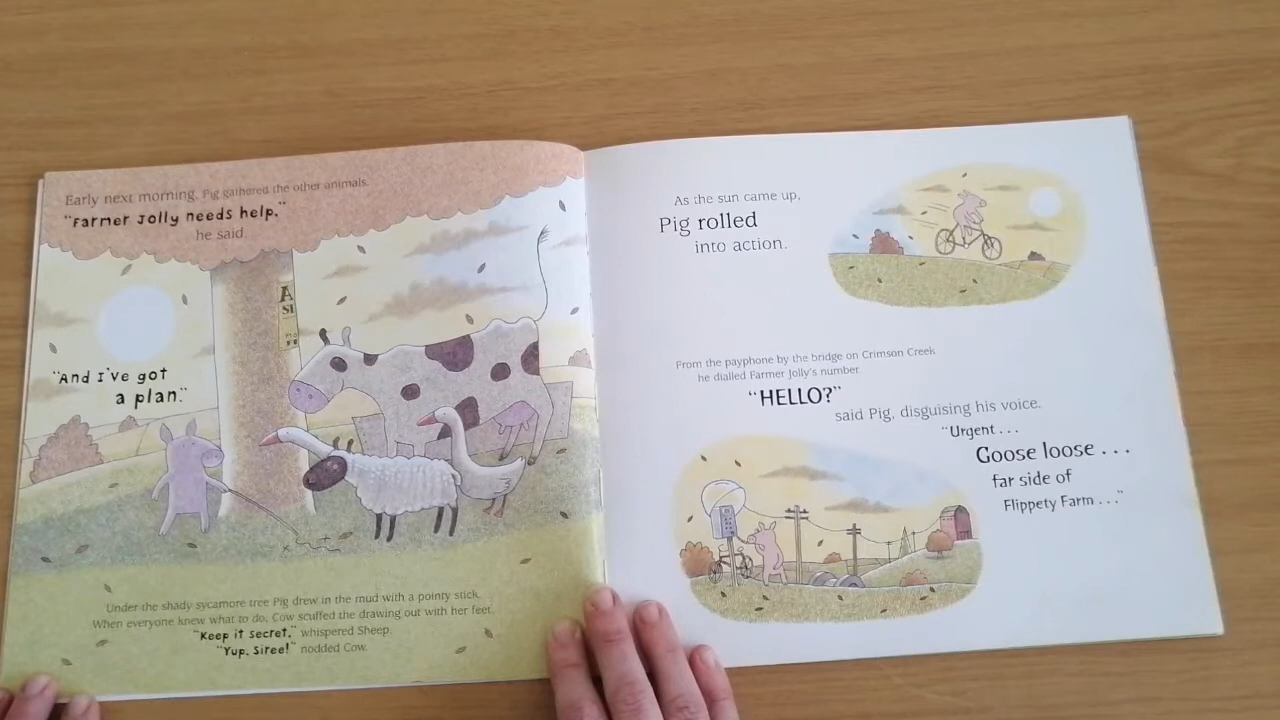 Early next morning, Pig gathered the other animals.
"Farmer Jolly needs help,"
he said.
A
SI
"And I've got
a plan."
Under the shady sycamore tree Pig drew in the mud with a pointy stick.
When everyone knew what to do, Cow scuffed the drawing out with her feet.
"Keep it secret," whispered Sheep.
"Yup, siree!" nodded Cow.
As the sun came up,
Pig rolled
into action.
From the payphone by the bridge on Crimson Creek
he dialled Farmer Jolly's number.
"HELLO?"
said Pig, disguising his voice.
"Urgent . . .
Goose loose . . .
far side of
Flippety Farm . . ."